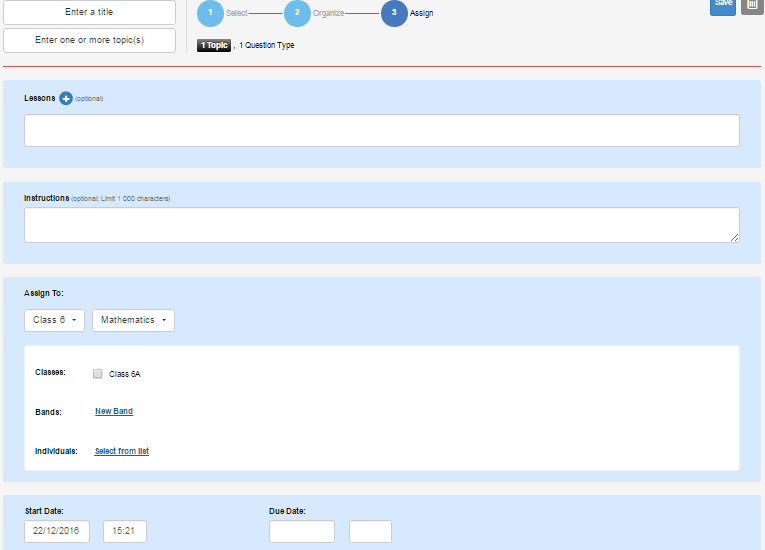 Enter a title
1 Select 2 Organize 3 Assign
Save
Enter one or more topic(s)
1 Topic , 1 Question Type
Lessons + (optional)
Instructions (optional; Limit 1 000 characters)
Assign To:
Class 6 Mathematics
Classes: Class 6A
Bands: New Band
Individuals: Select from list
Start Date: Due Date:
22/12/2016 15:21